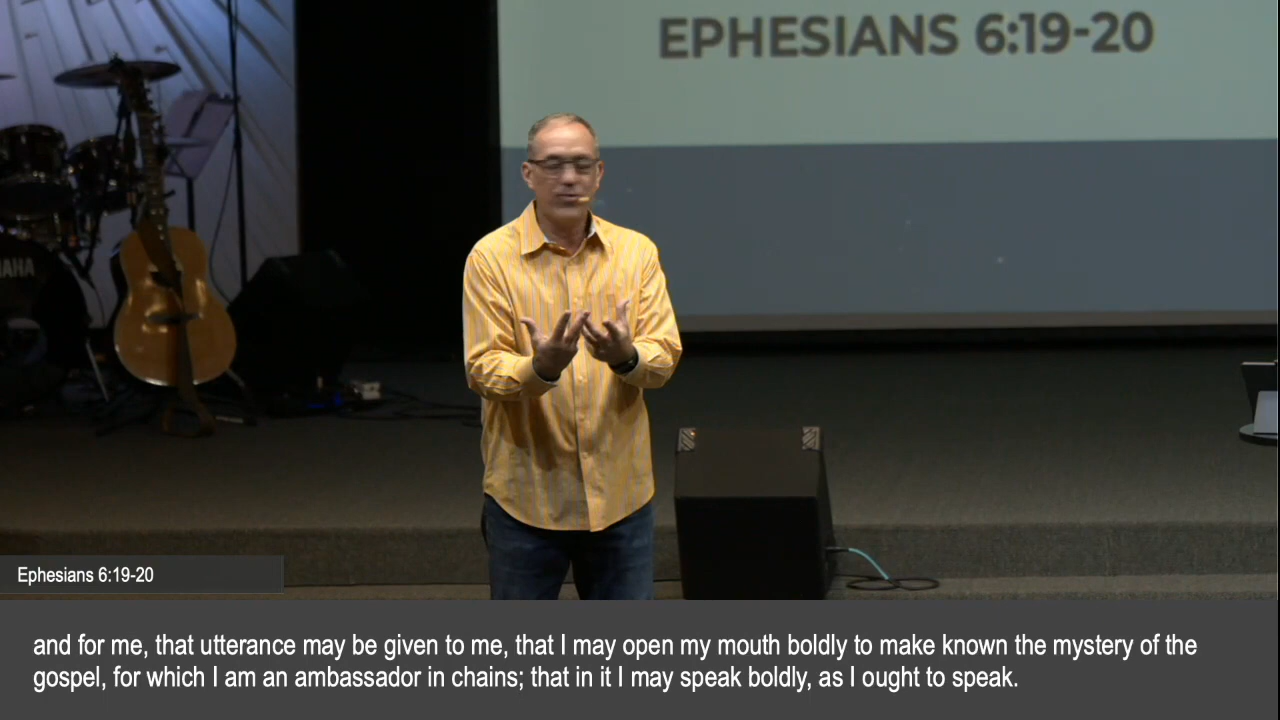 EPHESIANS 6:19-20
AHA
Ephesians 6:19-20
and for me, that utterance may be given to me, that I may open my mouth boldly to make known the mystery of the
gospel, for which I am an ambassador in chains; that in it I may speak boldly, as I ought to speak.